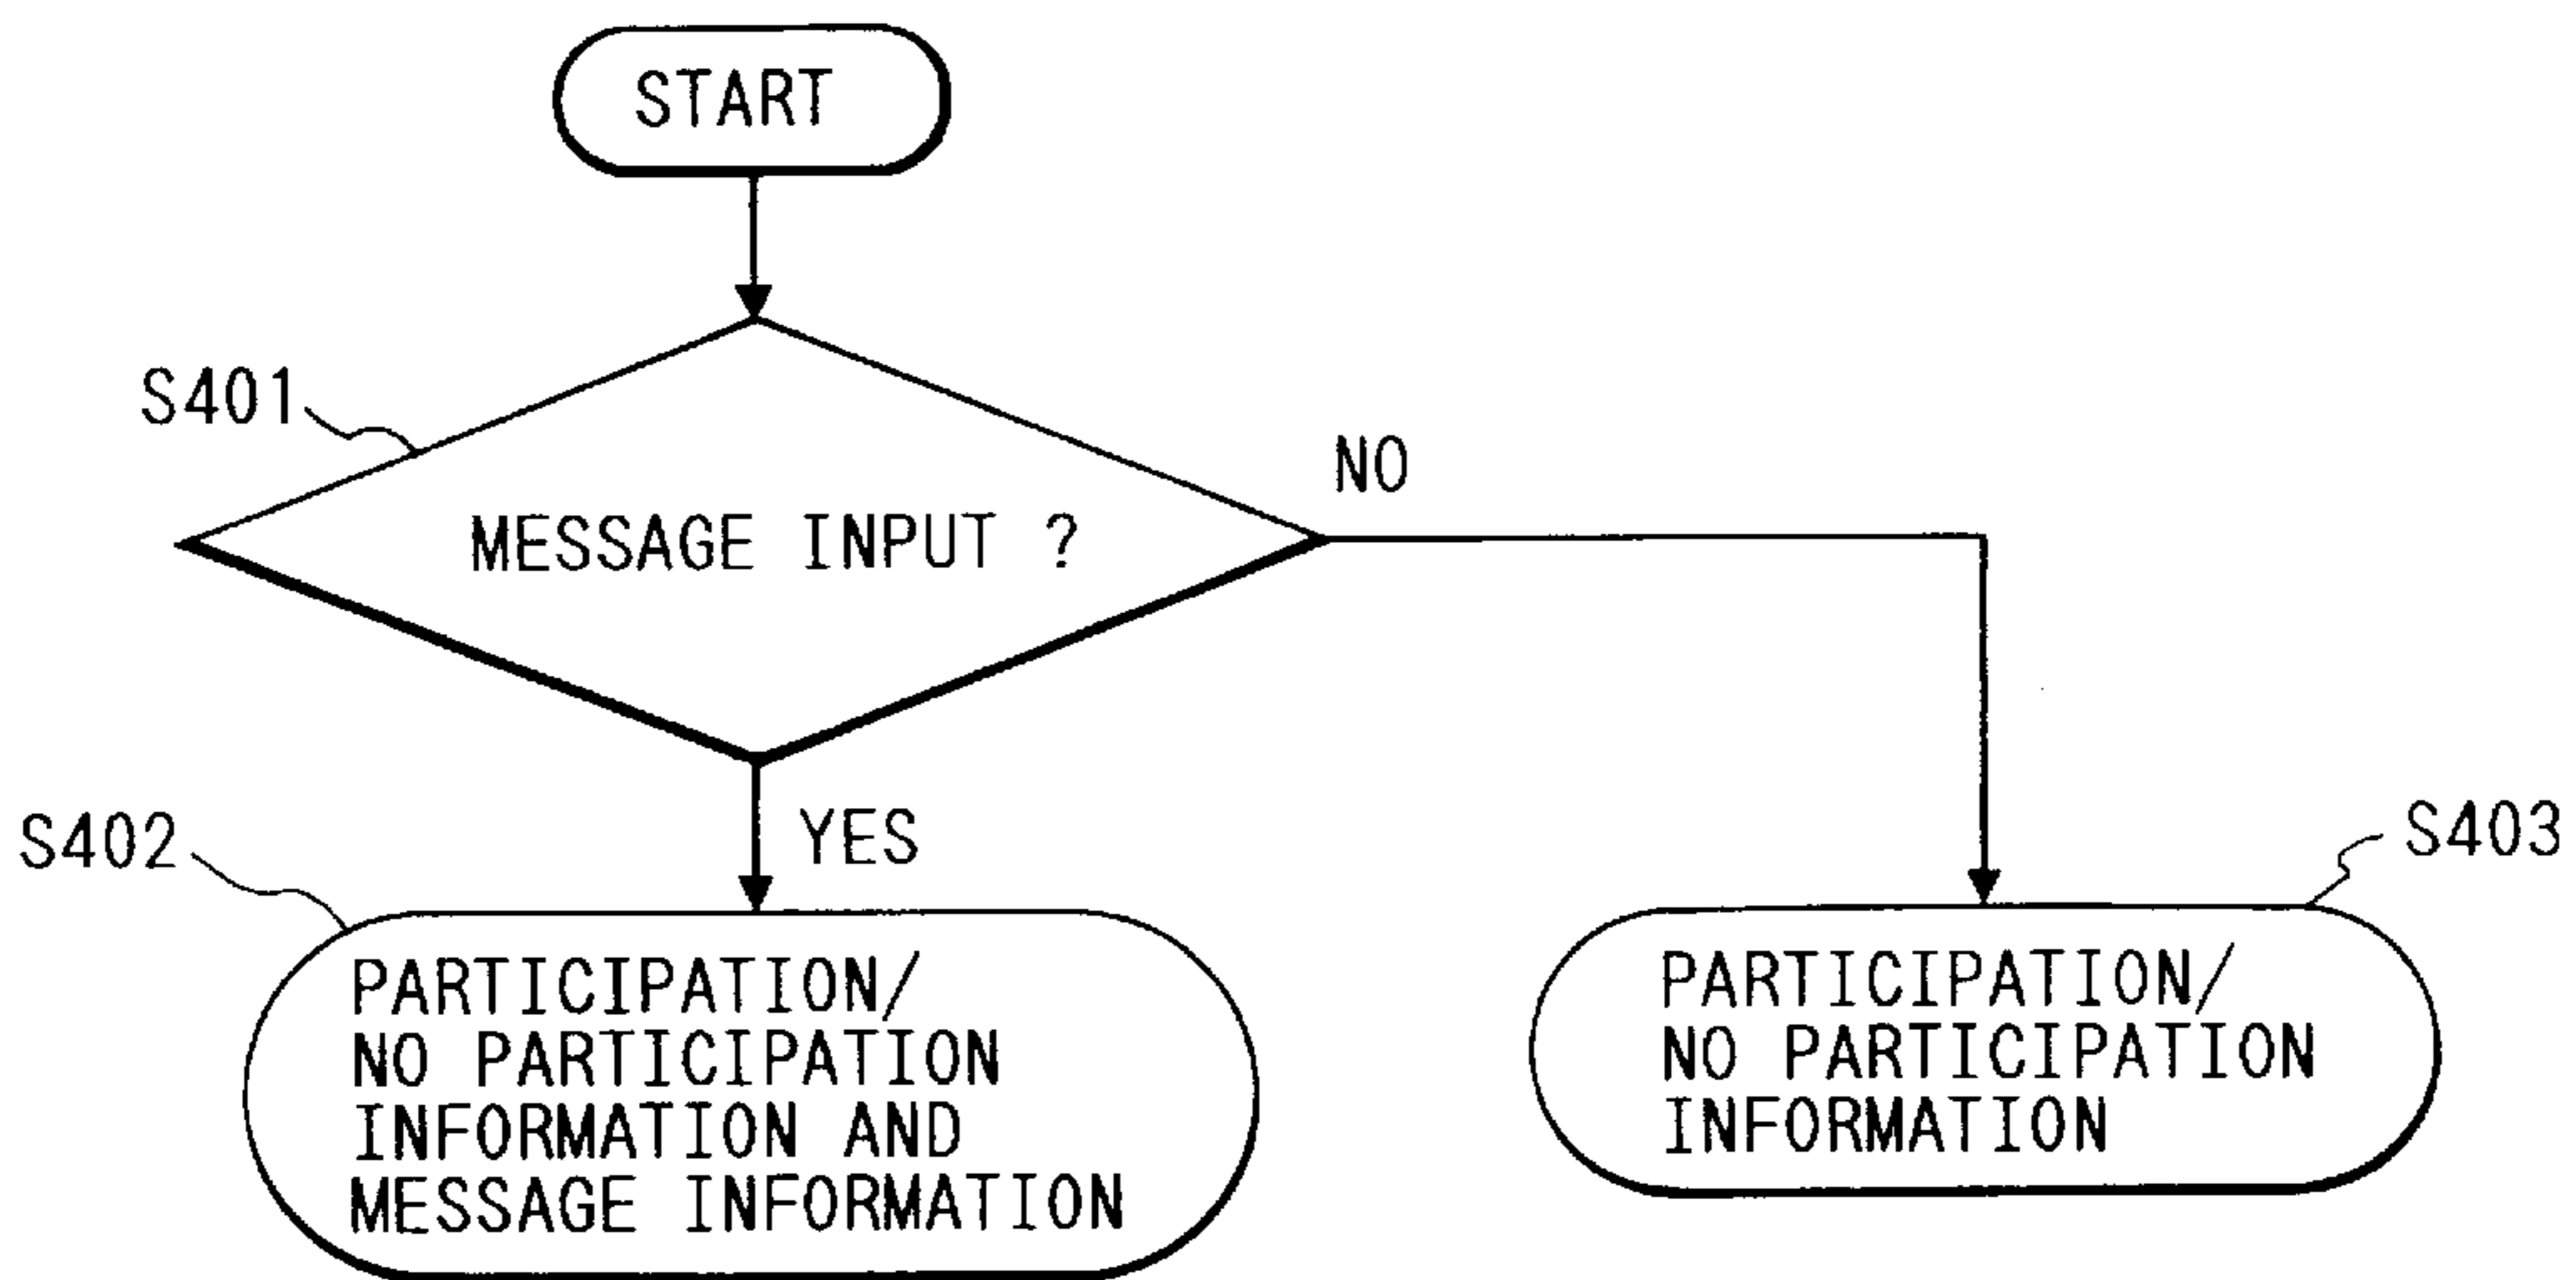 START
S401
NO
MESSAGE INPUT ?
YES
S402
S403
PARTICIPATION/
NO PARTICIPATION
INFORMATION AND
MESSAGE INFORMATION
PARTICIPATION/
NO PARTICIPATION
INFORMATION